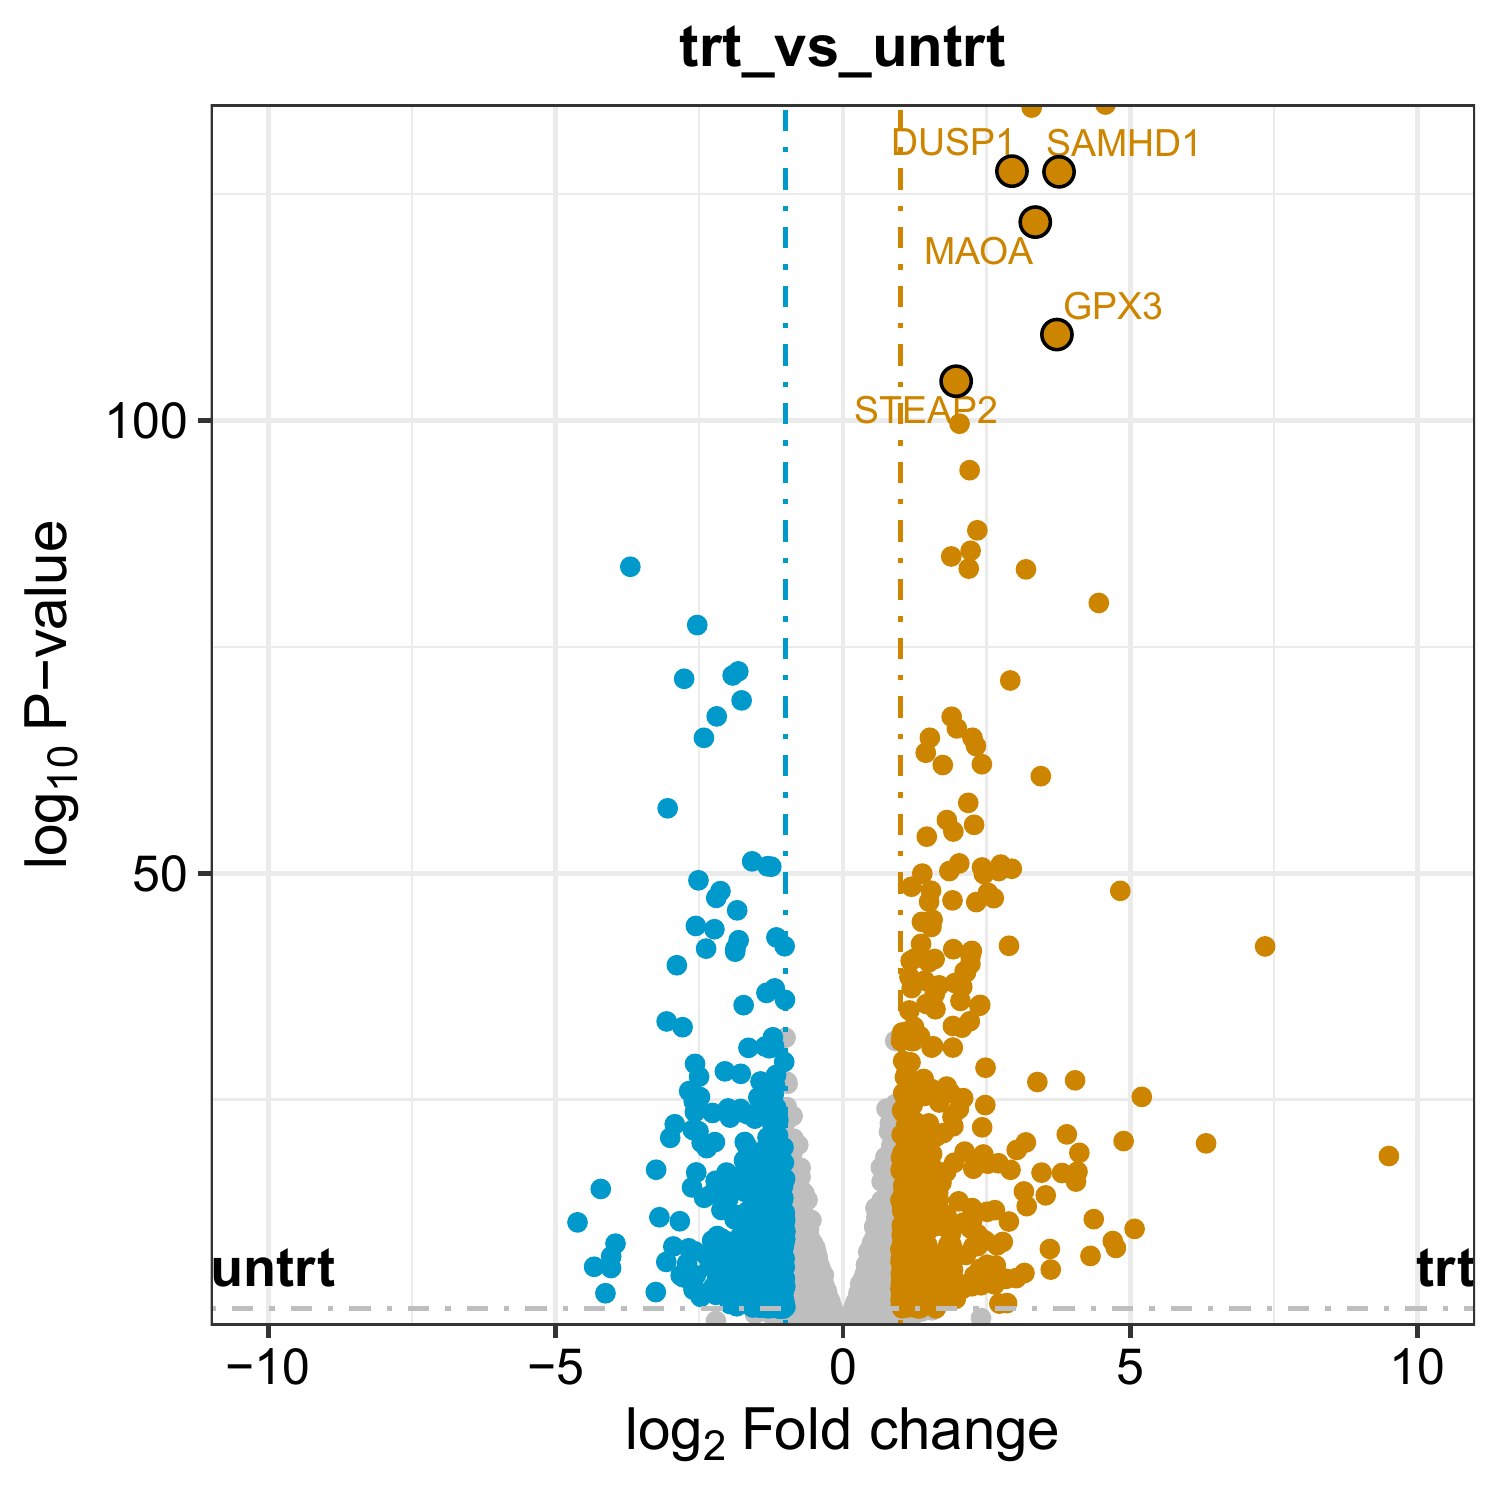 trt_vs_untrt
DUSP1
SAMHD1
MAOA
GPX3
STEAP2
100
50
log10 P−value
untrt
trt
−10
−5
0
5
10
log2 Fold change